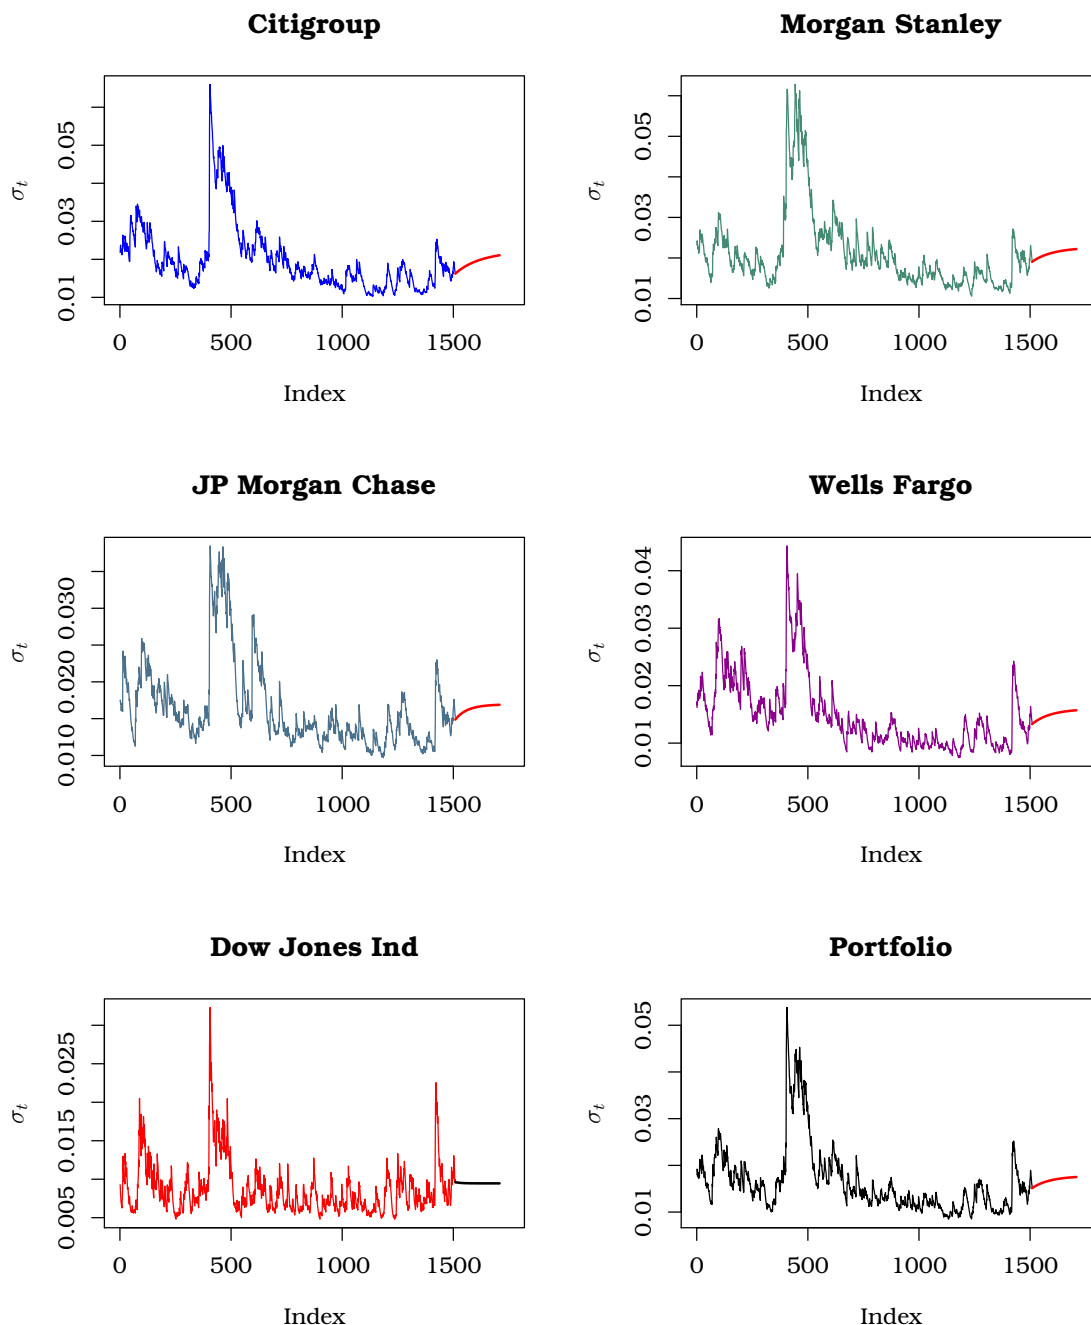 Citigroup
σt
0.01 0.03 0.05
0 500 1000 1500
Index
Morgan Stanley
σt
0.01 0.03 0.05
0 500 1000 1500
Index
JP Morgan Chase
σt
0.010 0.020 0.030
0 500 1000 1500
Index
Wells Fargo
σt
0.01 0.02 0.03 0.04
0 500 1000 1500
Index
Dow Jones Ind
σt
0.005 0.015 0.025
0 500 1000 1500
Index
Portfolio
σt
0.01 0.03 0.05
0 500 1000 1500
Index